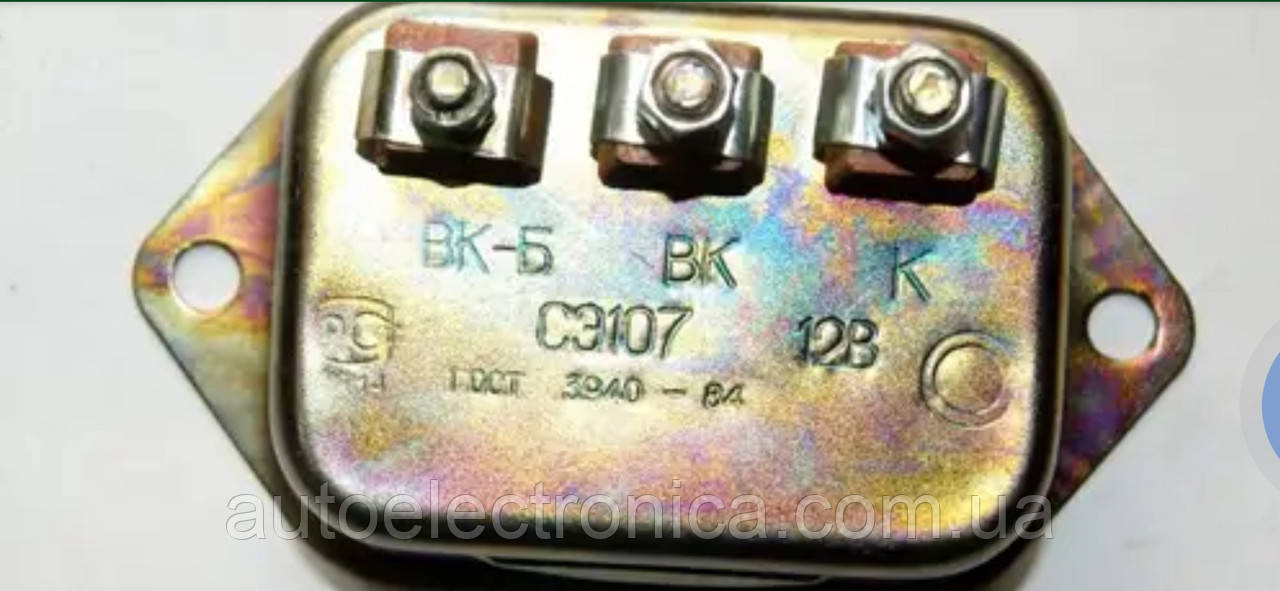 ВК-Б ВК К
СЭ107 12В
ГОСТ 3940-84
autoelectronica.com.ua